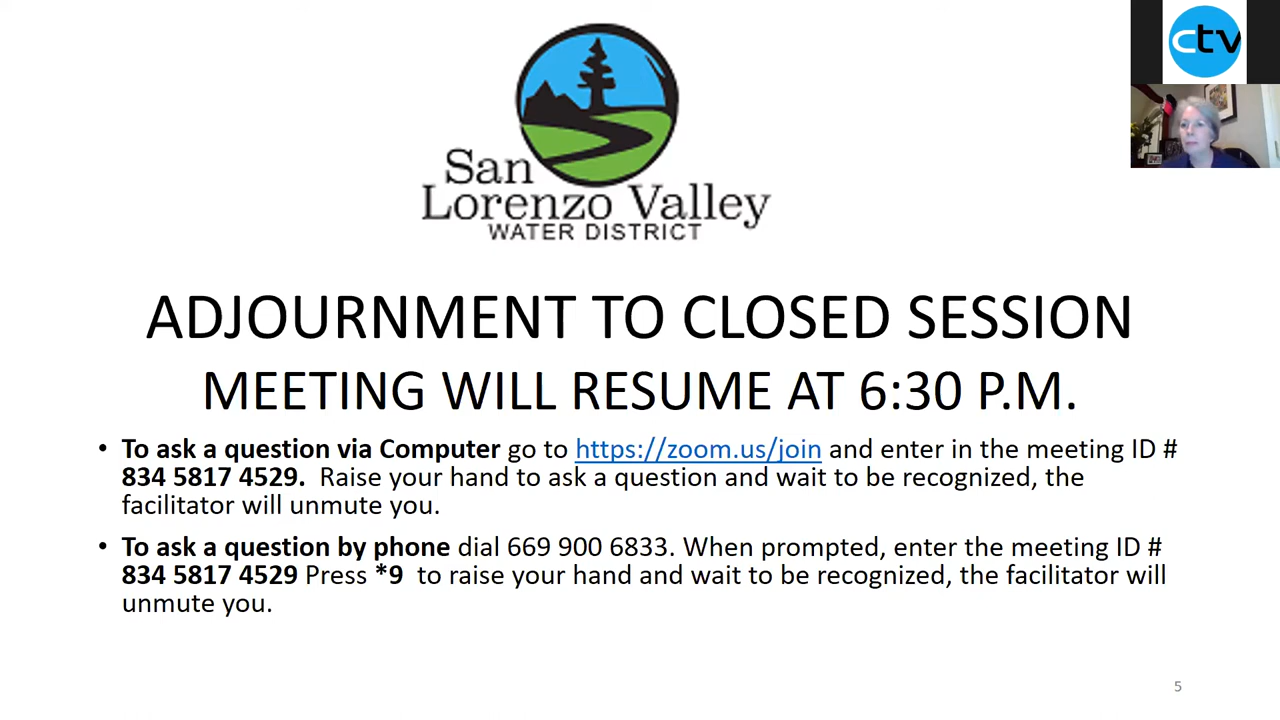 ctv
San
Lorenzo Valley
WATER DISTRICT
ADJOURNMENT TO CLOSED SESSION
MEETING WILL RESUME AT 6:30 P.M.
• To ask a question via Computer go to https://zoom.us/join and enter in the meeting ID #
834 5817 4529. Raise your hand to ask a question and wait to be recognized, the
facilitator will unmute you.
• To ask a question by phone dial 669 900 6833. When prompted, enter the meeting ID #
834 5817 4529 Press *9 to raise your hand and wait to be recognized, the facilitator will
unmute you.
5